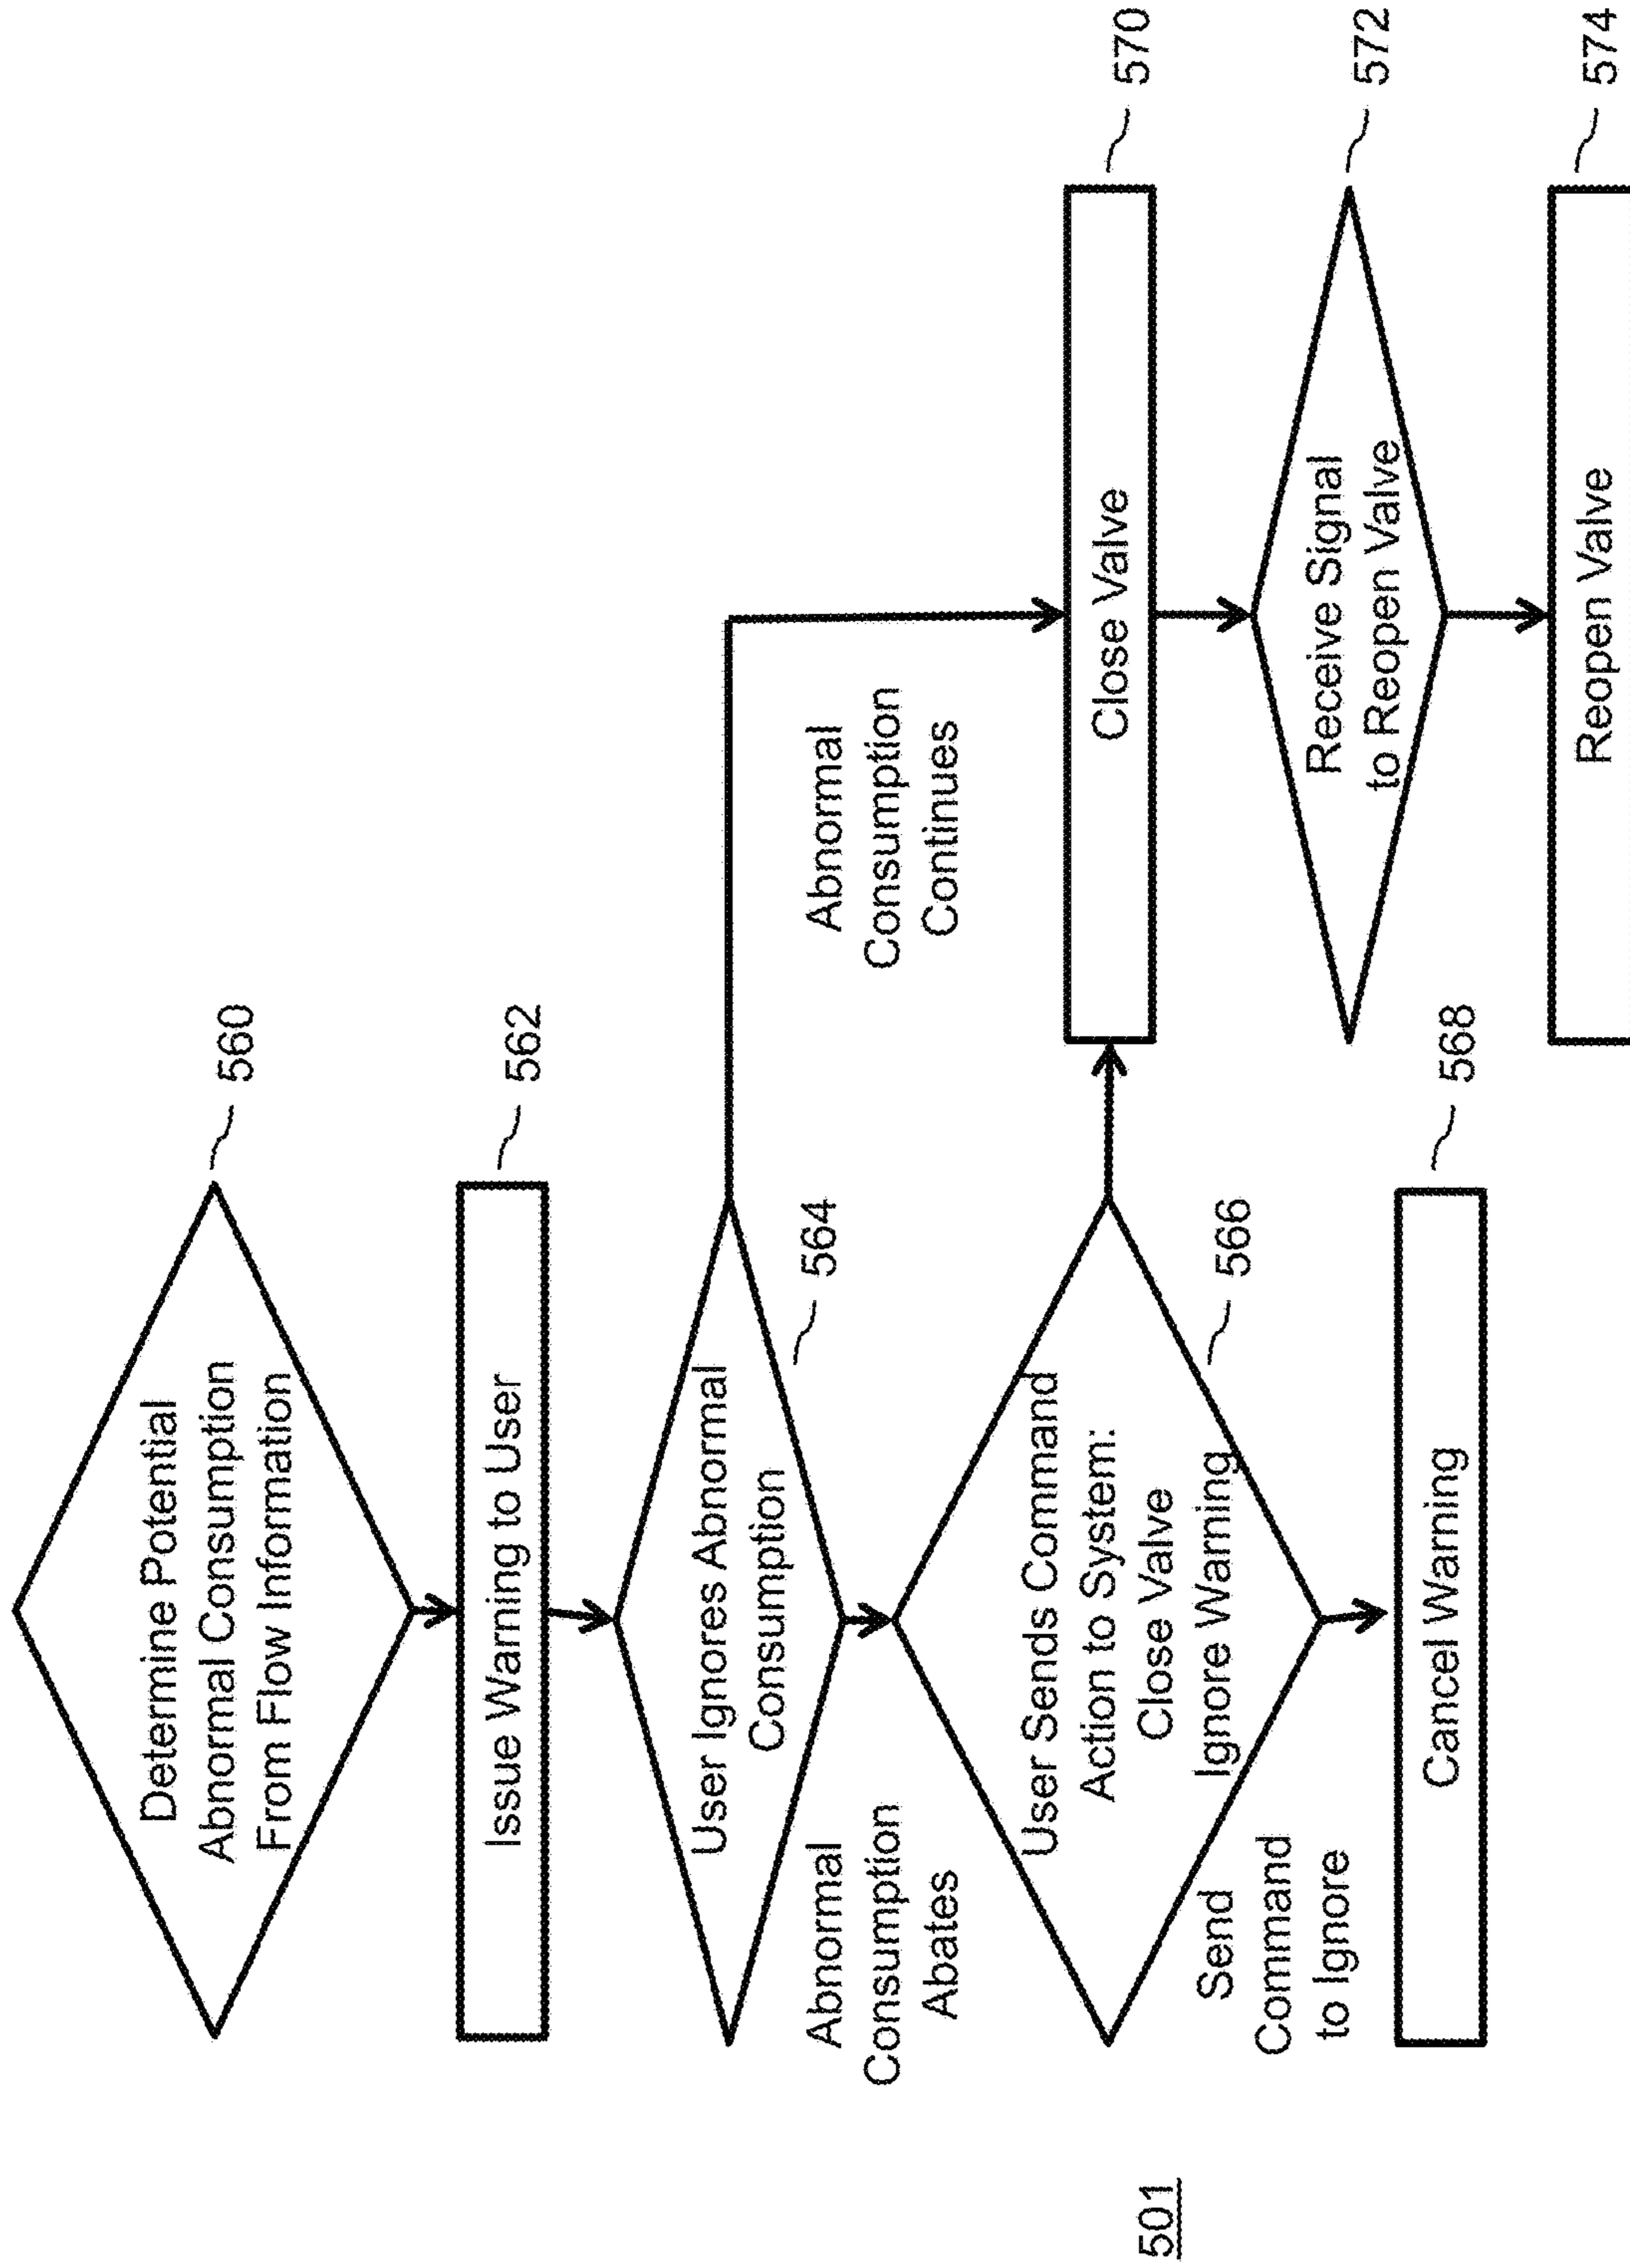 Determine Potential
Abnormal Consumption
From Flow Information
560
Issue Warning to User
562
User Ignores Abnormal
Consumption
564
Abnormal
Consumption
Abates
Abnormal
Consumption
Continues
User Sends Command
Action to System:
Close Valve
Ignore Warning
566
Send
Command
to Ignore
Cancel Warning
568
Close Valve
570
Receive Signal
to Reopen Valve
572
Reopen Valve
574
501